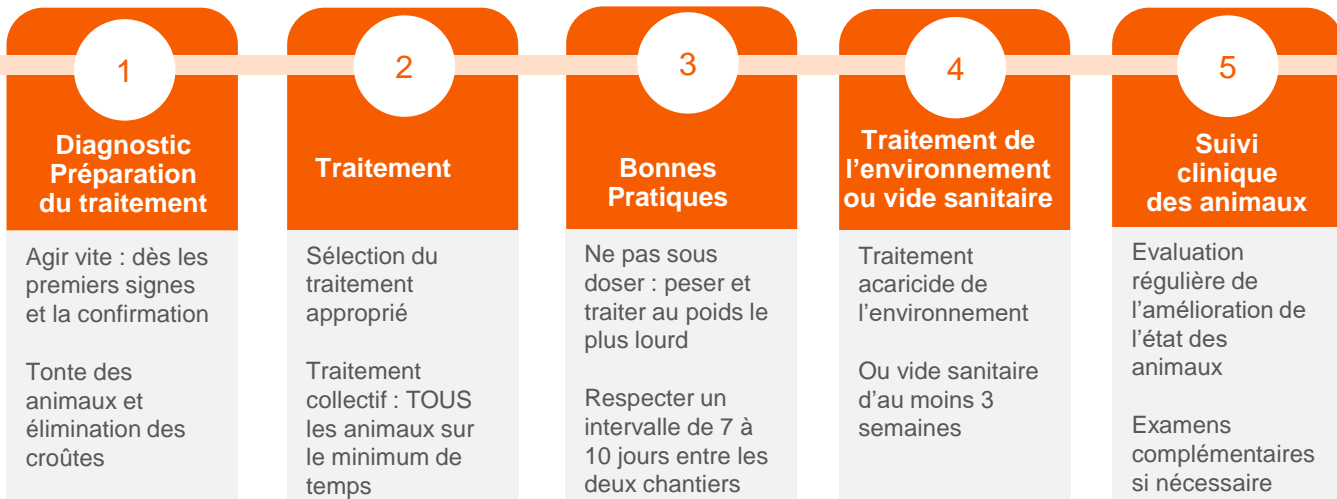 1
Diagnostic
Préparation
du traitement
Agir vite : dès les
premiers signes
et la confirmation
Tonte des
animaux et
élimination des
croûtes
2
Traitement
Sélection du
traitement
approprié
Traitement
collectif : TOUS
les animaux sur
le minimum de
temps
3
Bonnes
Pratiques
Ne pas sous
doser : peser et
traiter au poids le
plus lourd
Respecter un
intervalle de 7 à
10 jours entre les
deux chantiers
4
Traitement de
l’environnement
ou vide sanitaire
Traitement
acaricide de
l’environnement
Ou vide sanitaire
d’au moins 3
semaines
5
Suivi
clinique
des animaux
Evaluation
régulière de
l’amélioration de
l’état des
animaux
Examens
complémentaires
si nécessaire